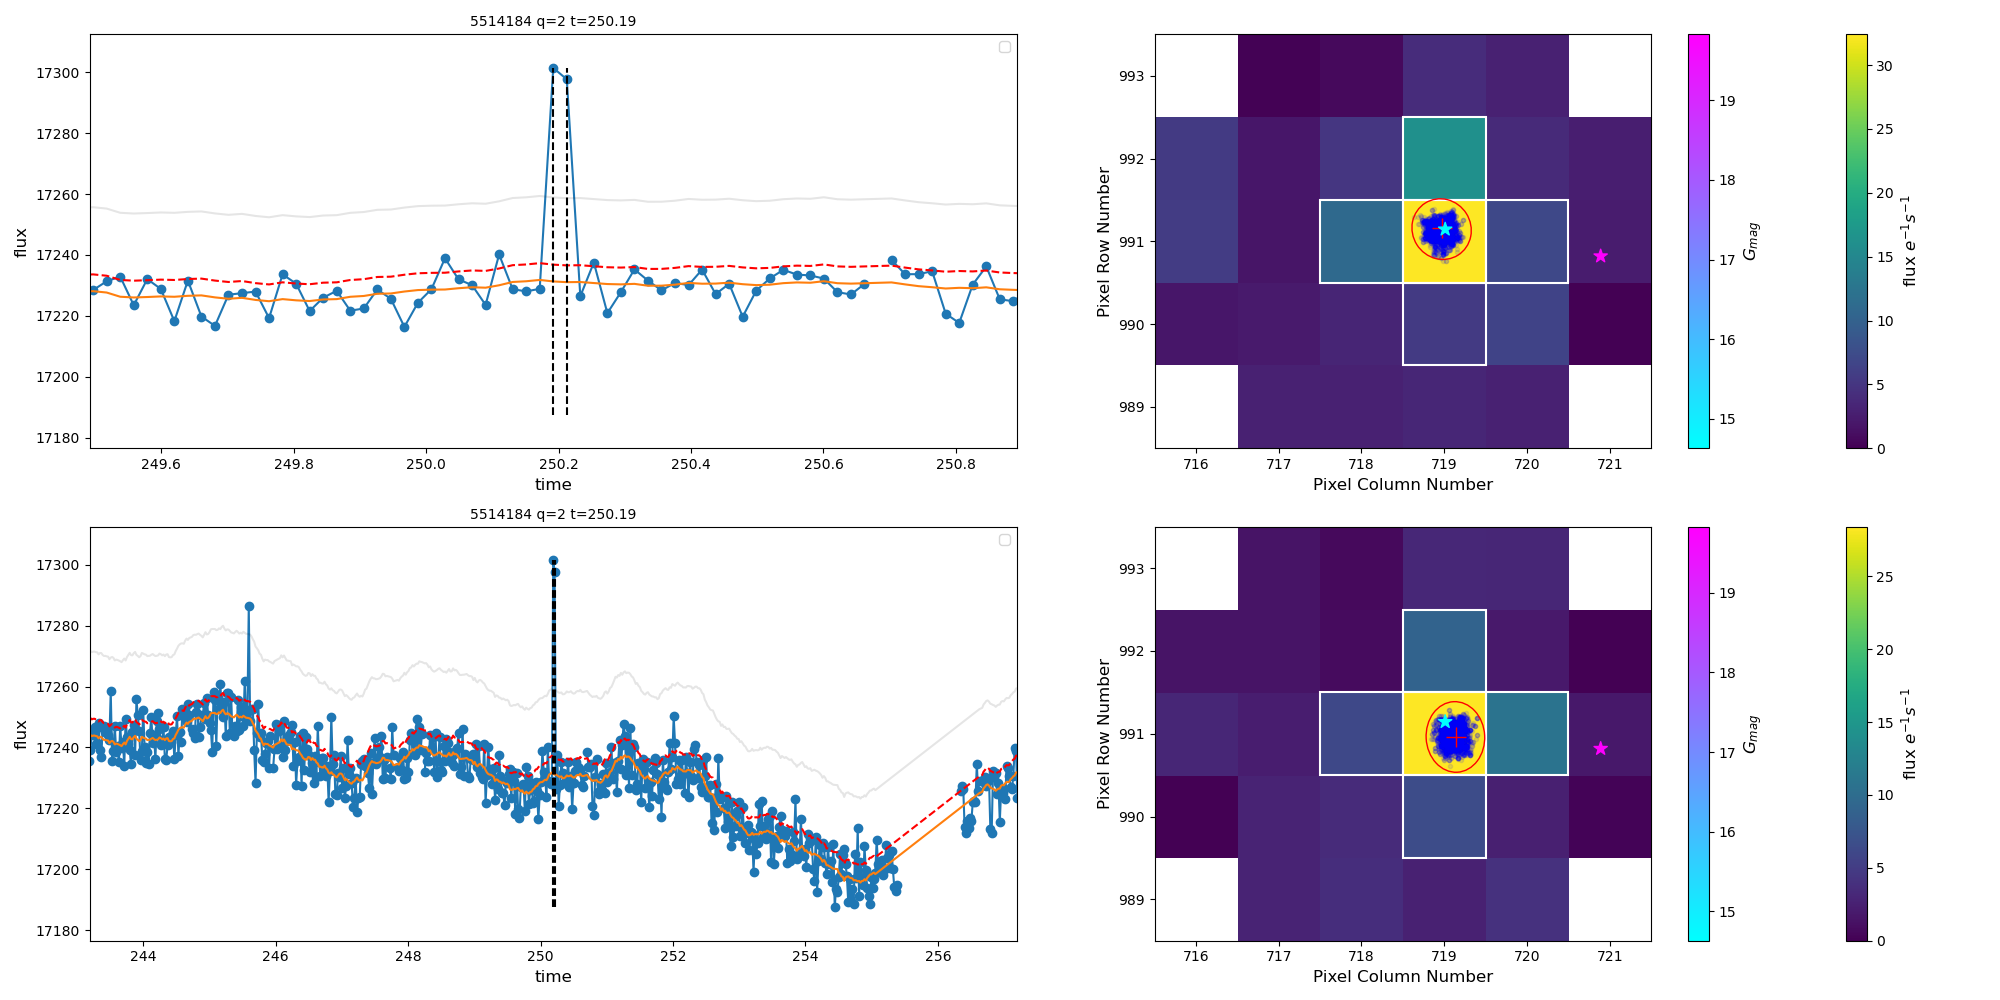 5514184 q=2 t=250.19
17300
17280
17260
17240
17220
17200
17180
flux
249.6 249.8 250.0 250.2 250.4 250.6 250.8
time
993
992
991
990
989
Pixel Row Number
716 717 718 719 720 721
Pixel Column Number
19
18
17
16
15
G_mag
30
25
20
15
10
5
0
flux e⁻¹s⁻¹
5514184 q=2 t=250.19
17300
17280
17260
17240
17220
17200
17180
flux
244 246 248 250 252 254 256
time
993
992
991
990
989
Pixel Row Number
716 717 718 719 720 721
Pixel Column Number
19
18
17
16
15
G_mag
25
20
15
10
5
0
flux e⁻¹s⁻¹